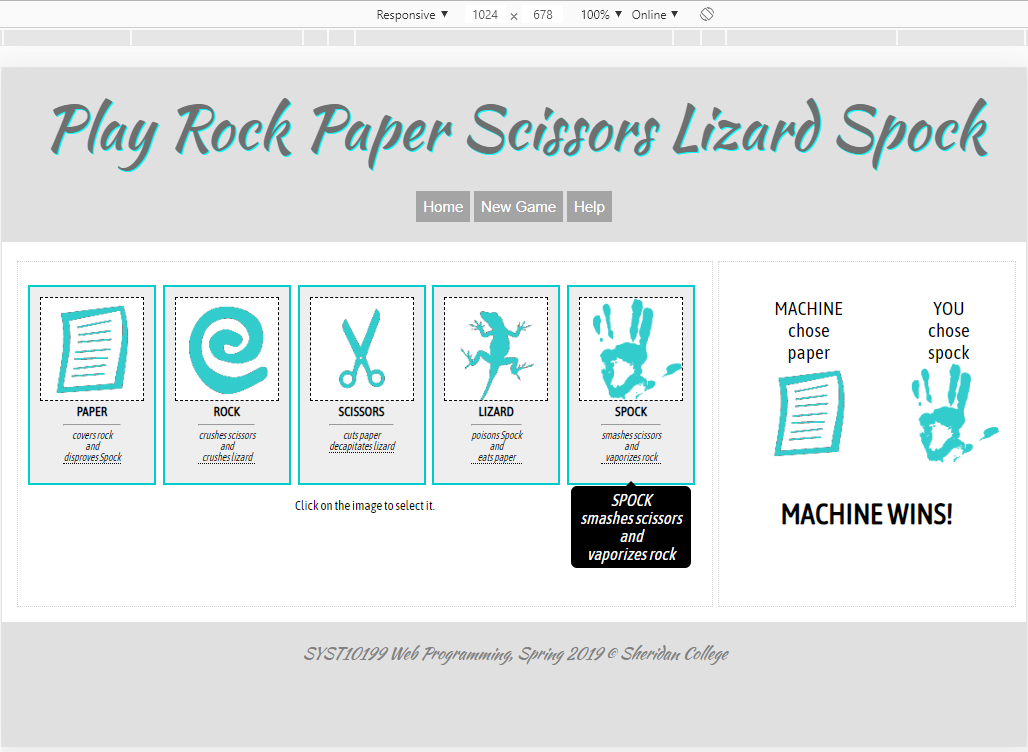 Responsive ▼ 1024 × 678 100% ▼ Online ▼
Play Rock Paper Scissors Lizard Spock
Home New Game Help
PAPER
covers rock
and
disproves Spock
ROCK
crushes scissors
and
crushes lizard
SCISSORS
cuts paper
decapitates lizard
LIZARD
poisons Spock
and
eats paper
SPOCK
smashes scissors
and
vaporizes rock
Click on the image to select it.
SPOCK
smashes scissors
and
vaporizes rock
MACHINE
chose
paper
YOU
chose
spock
MACHINE WINS!
SYST10199 Web Programming, Spring 2019 © Sheridan College